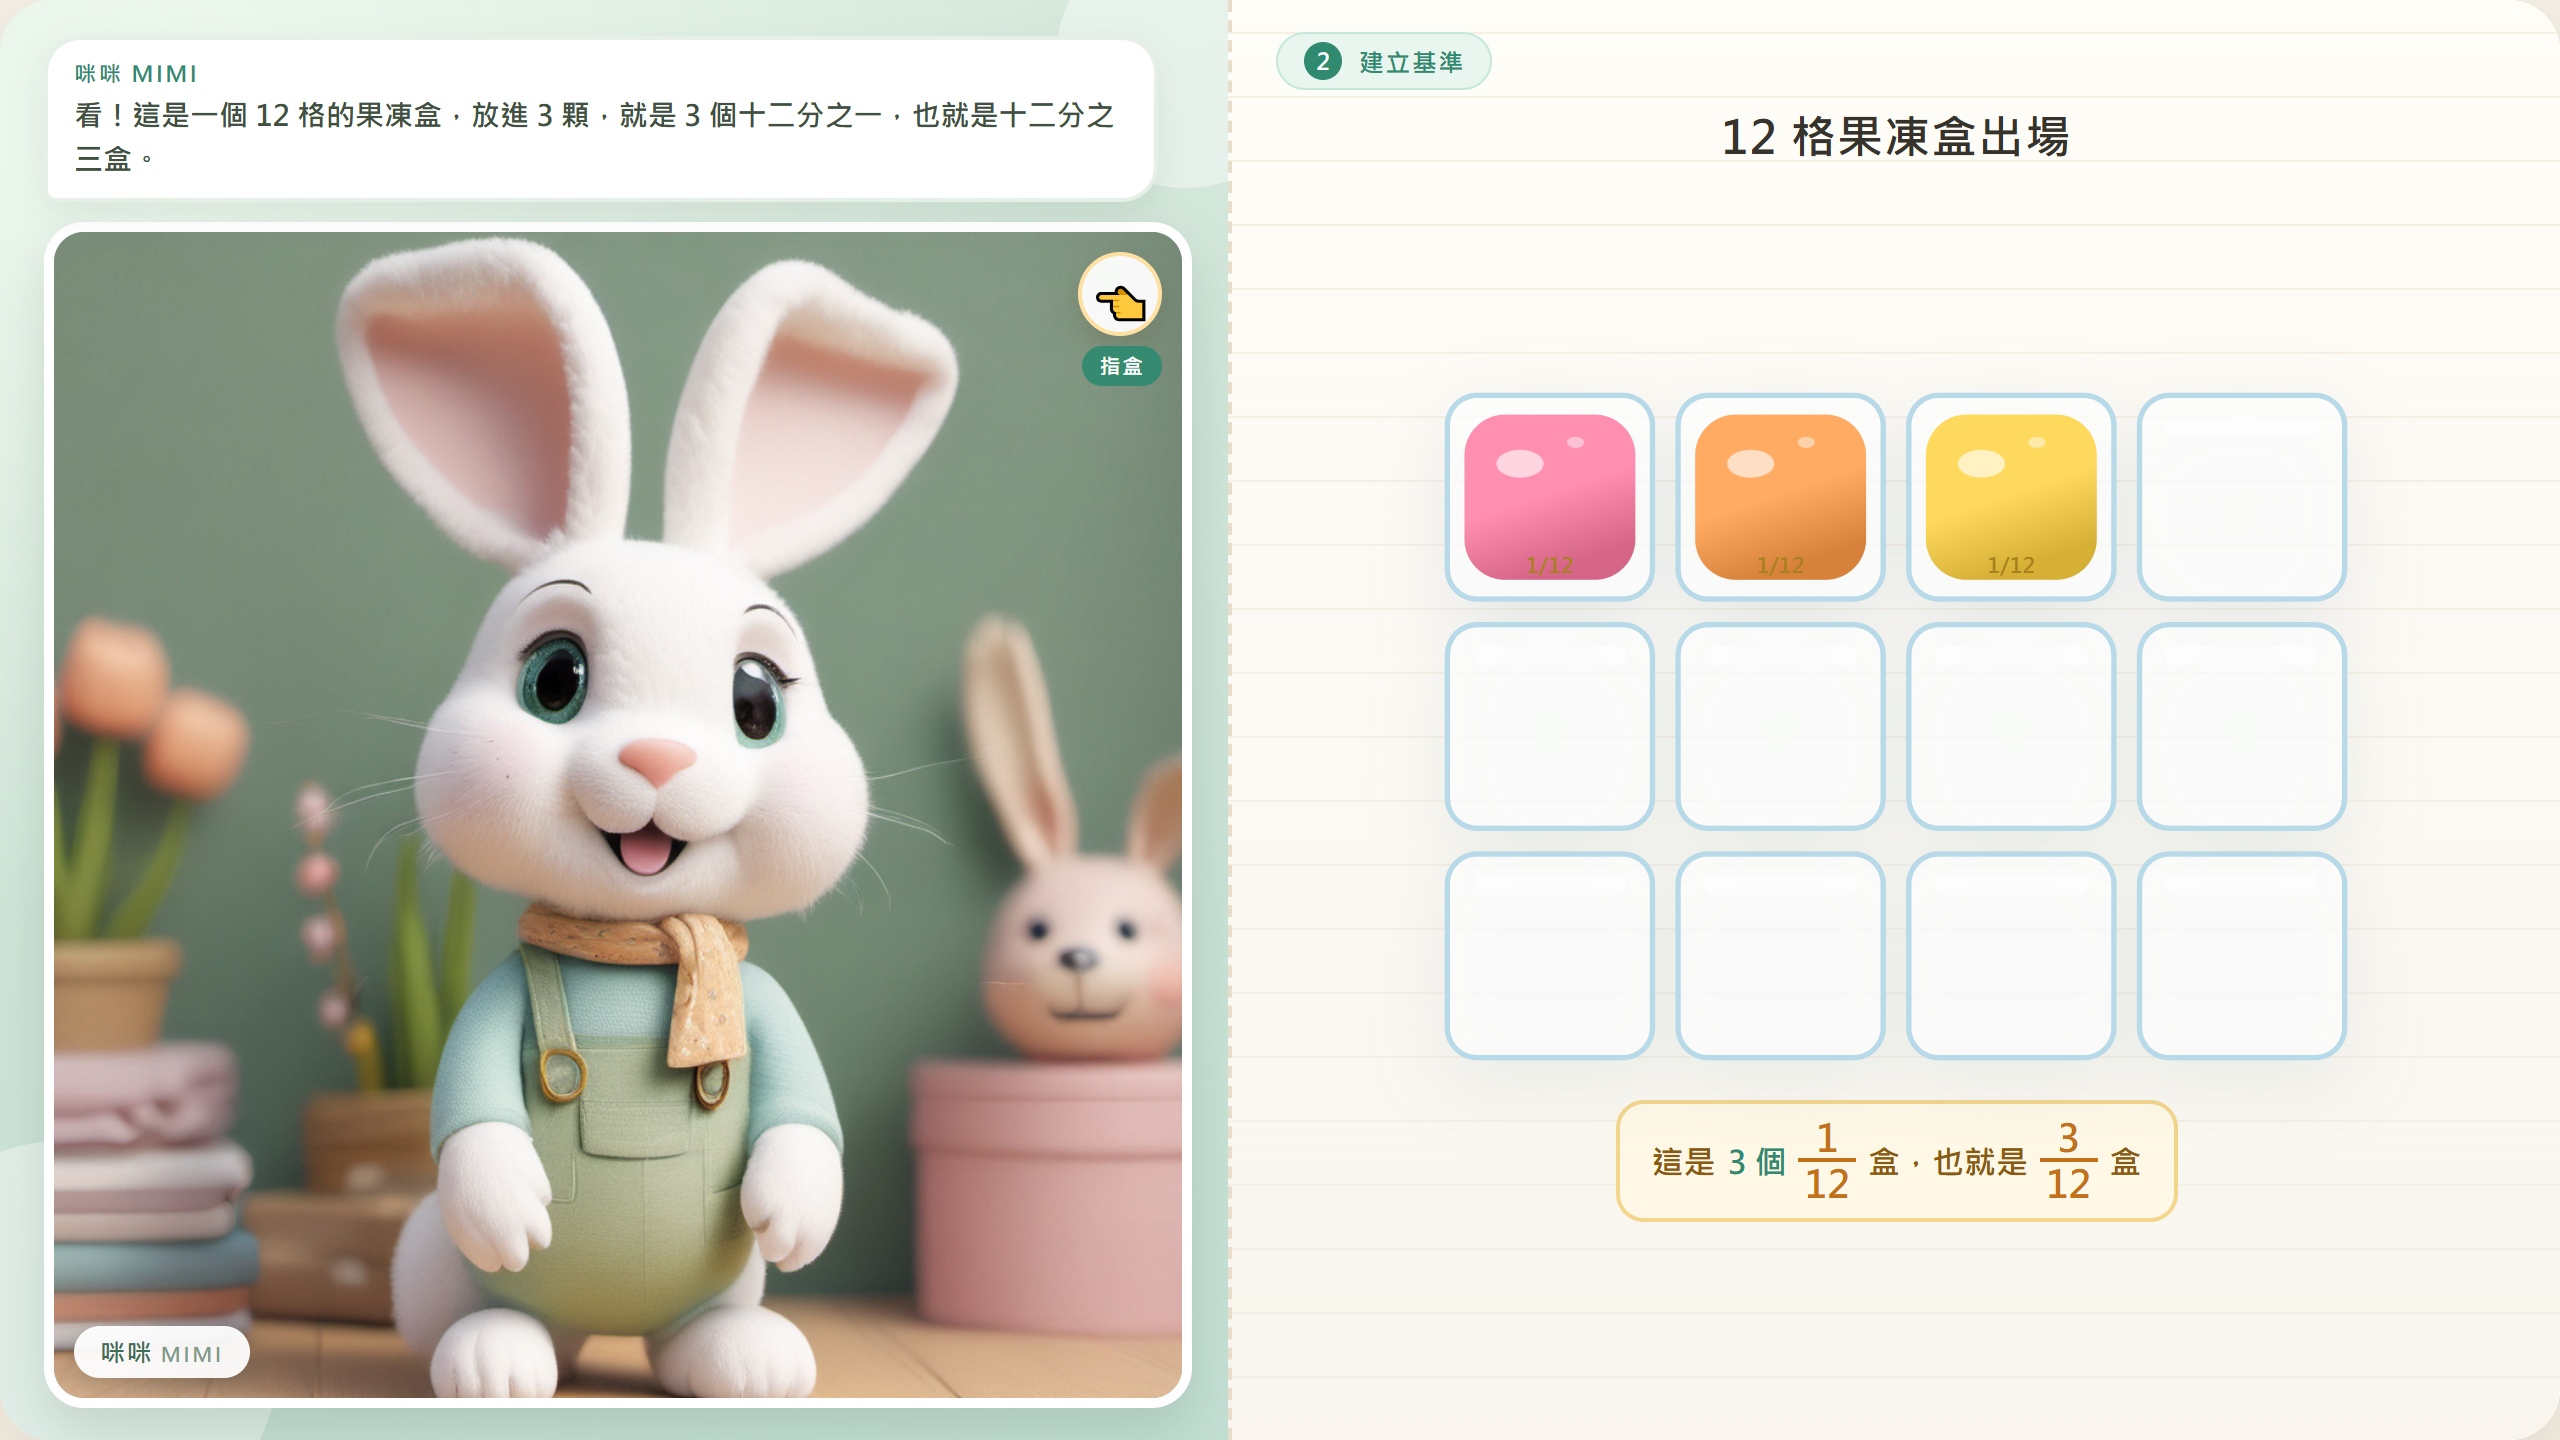 咪咪 MIMI
看！這是一個 12 格的果凍盒，放進 3 顆，就是 3 個十二分之一，也就是十二分之
三盒。
指盒
咪咪 MIMI
2 建立基準
12 格果凍盒出場
1/12 1/12 1/12
這是 3 個 1/12 盒，也就是 3/12 盒